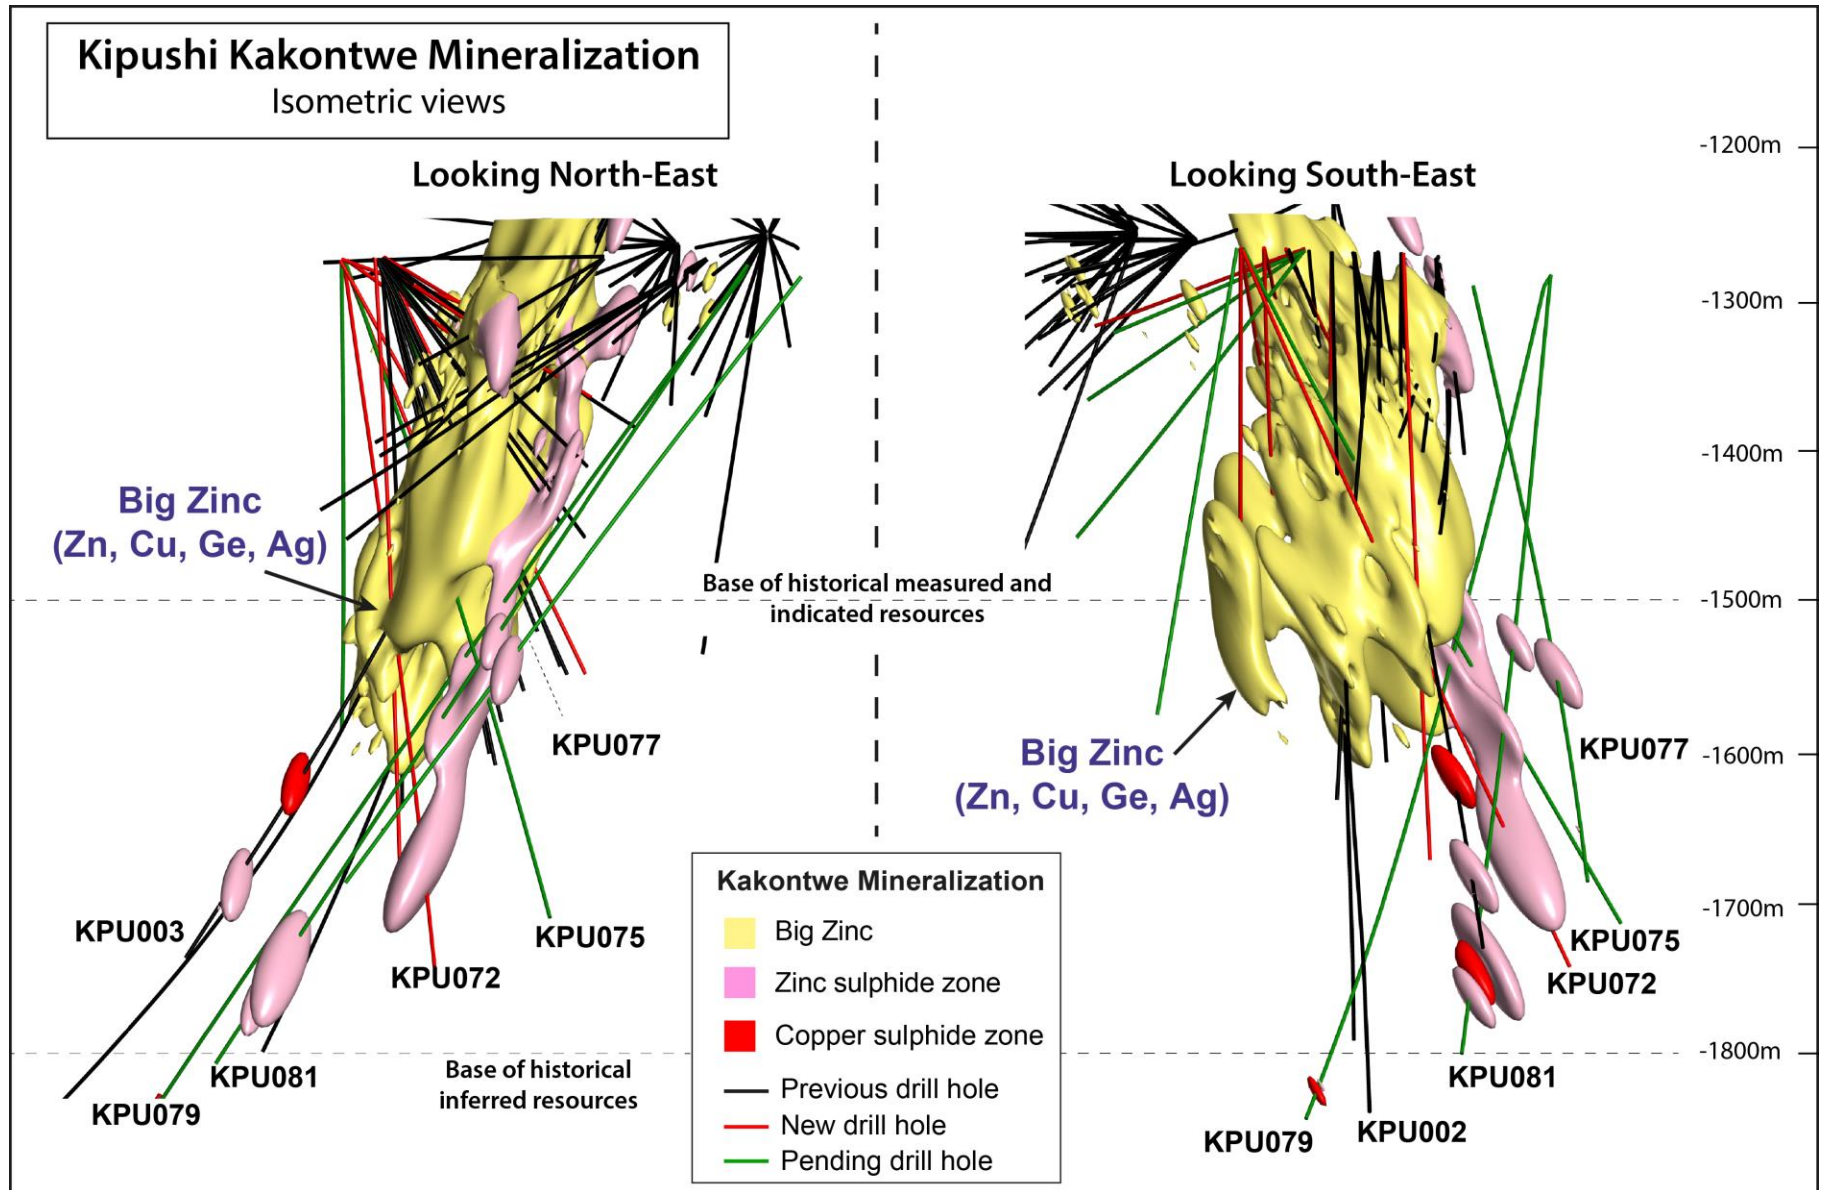 Kipushi Kakontwe Mineralization
Isometric views
Looking North-East
Looking South-East
-1200m
-1300m
-1400m
-1500m
-1600m
-1700m
-1800m
Big Zinc
(Zn, Cu, Ge, Ag)
Base of historical measured and
indicated resources
KPU077
KPU003
KPU075
KPU072
KPU081
KPU079
Base of historical
inferred resources
Big Zinc
(Zn, Cu, Ge, Ag)
KPU077
KPU075
KPU072
KPU081
KPU079
KPU002
Kakontwe Mineralization
Big Zinc
Zinc sulphide zone
Copper sulphide zone
Previous drill hole
New drill hole
Pending drill hole